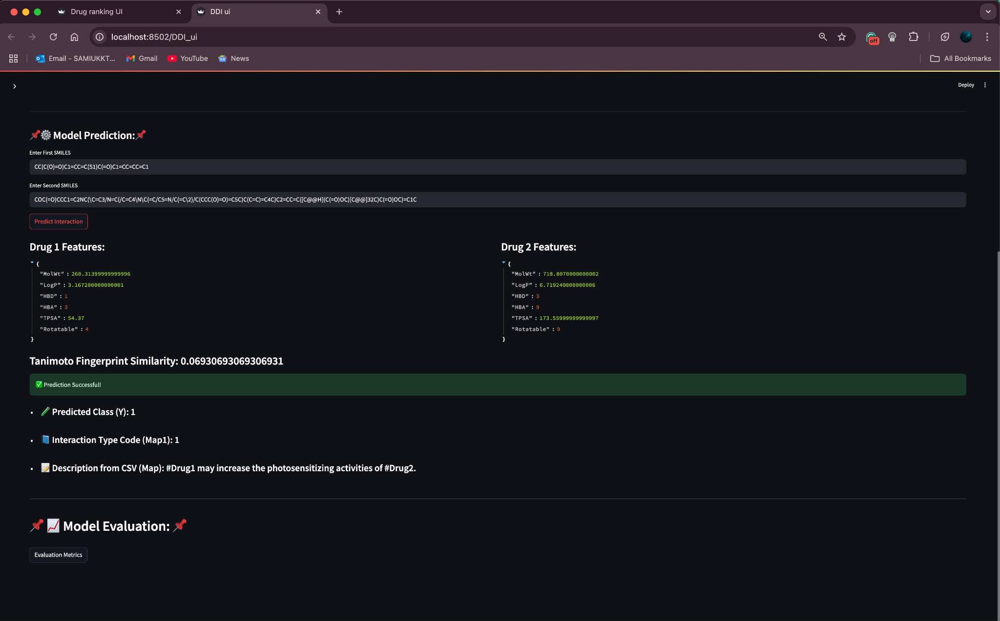 Drug ranking UI
DDI ui
localhost:8502/DDI_ui
off
Email - SAMIUKKT...
Gmail
YouTube
News
All Bookmarks
Deploy
Model Prediction:
Enter First SMILES
CC(C(O)=O)C1=CC=C(S1)C(=O)C1=CC=CC=C1
Enter Second SMILES
COC(=O)CCC1=C2NC(\C=C3/N=C(/C=C4\N\C(=C/C5=N/C(=C\2)/C(CCC(O)=O)=C5C)C(C=C)=C4C)C2=CC=C([C@@H](C(=O)OC)[C@@]32C)C(=O)OC)=C1C
Predict Interaction
Drug 1 Features:
{
"MolWt" : 260.31399999999996
"LogP" : 3.167200000000001
"HBD" : 1
"HBA" : 3
"TPSA" : 54.37
"Rotatable" : 4
}
Drug 2 Features:
{
"MolWt" : 718.8070000000002
"LogP" : 6.719240000000006
"HBD" : 3
"HBA" : 9
"TPSA" : 173.55999999999997
"Rotatable" : 9
}
Tanimoto Fingerprint Similarity: 0.06930693069306931
Prediction Successful!
Predicted Class (Y): 1
Interaction Type Code (Map1): 1
Description from CSV (Map): #Drug1 may increase the photosensitizing activities of #Drug2.
Model Evaluation:
Evaluation Metrics